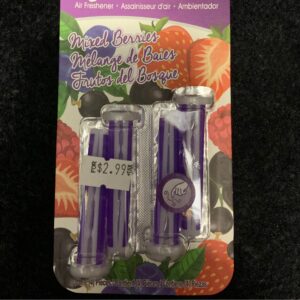 Air Freshener • Assainisseur d'air • Ambientador
Mixed Berries
Mélange de Baies
Frutos del Bosque
$2.99